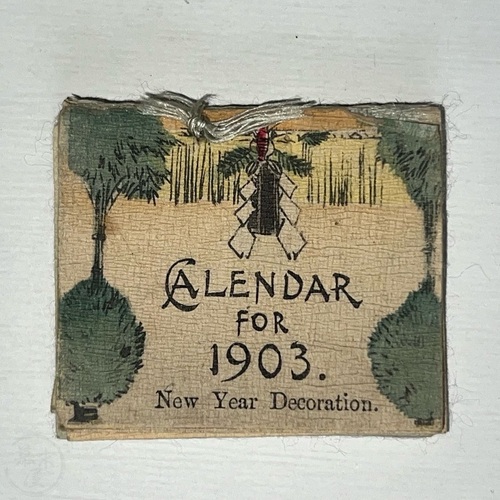 CALENDAR
FOR
1903.
New Year Decoration.